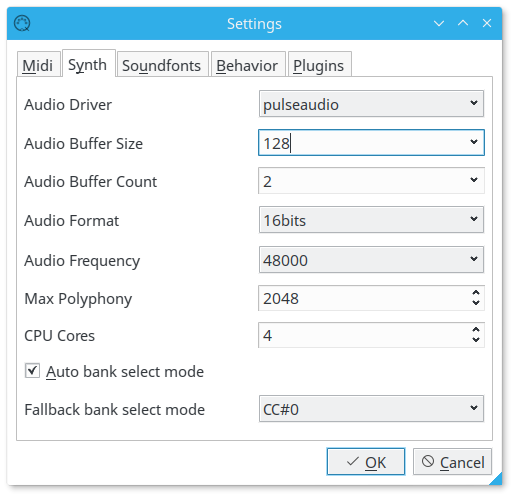 Settings
Midi Synth Soundfonts Behavior Plugins
Audio Driver pulseaudio
Audio Buffer Size 128
Audio Buffer Count 2
Audio Format 16bits
Audio Frequency 48000
Max Polyphony 2048
CPU Cores 4
Auto bank select mode
Fallback bank select mode CC#0
OK Cancel